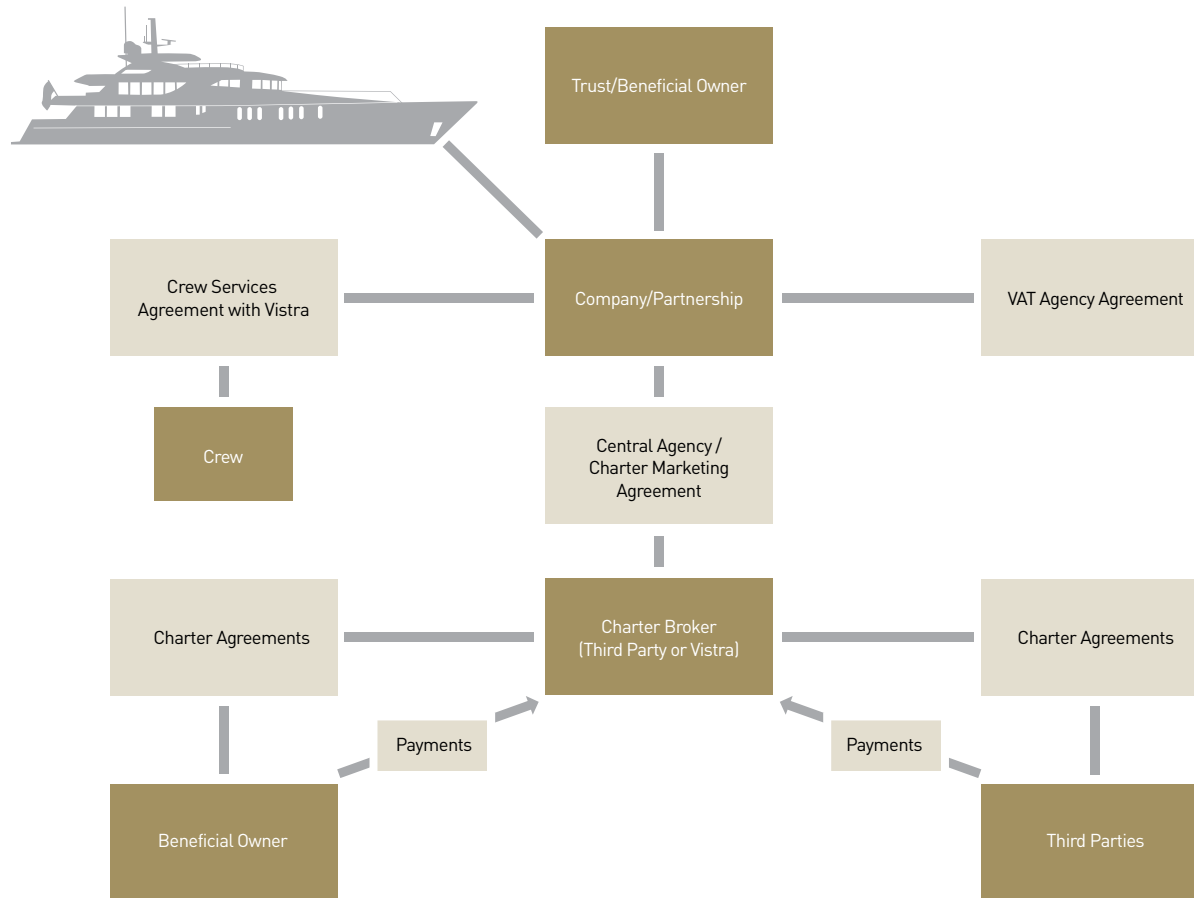 Trust/Beneficial Owner
Crew Services
Agreement with Vistra
Company/Partnership
VAT Agency Agreement
Crew
Central Agency /
Charter Marketing
Agreement
Charter Agreements
Charter Broker
(Third Party or Vistra)
Charter Agreements
Payments
Payments
Beneficial Owner
Third Parties